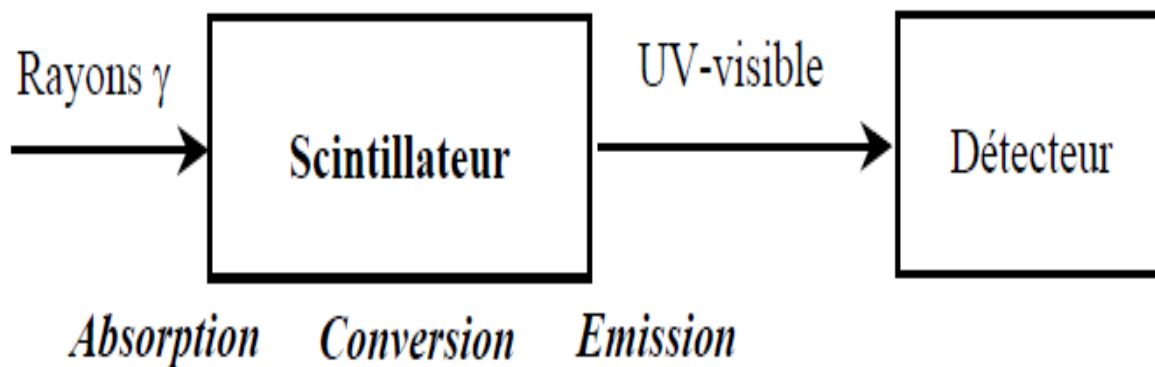 Rayons γ
UV-visible
Scintillateur
Détecteur
Absorption Conversion Emission